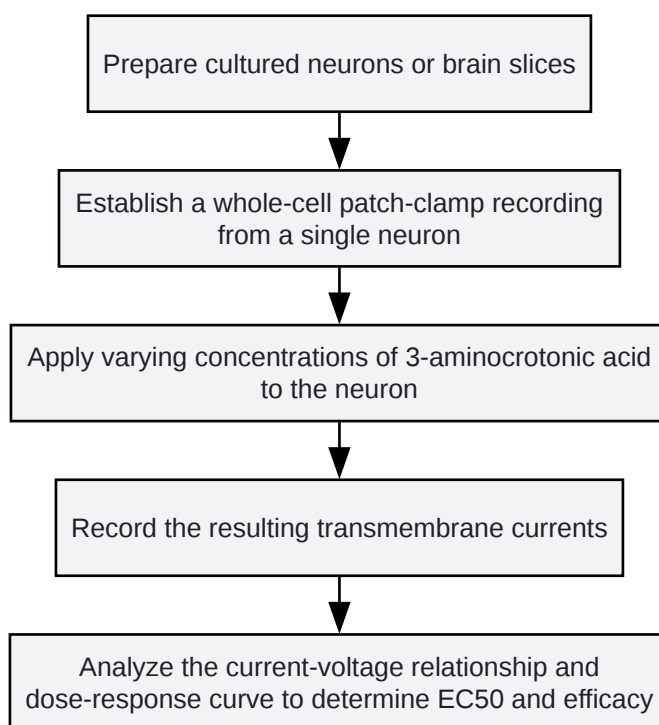 Prepare cultured neurons or brain slices
Establish a whole-cell patch-clamp recording
from a single neuron
Apply varying concentrations of 3-aminocrotonic acid
to the neuron
Record the resulting transmembrane currents
Analyze the current-voltage relationship and
dose-response curve to determine EC50 and efficacy